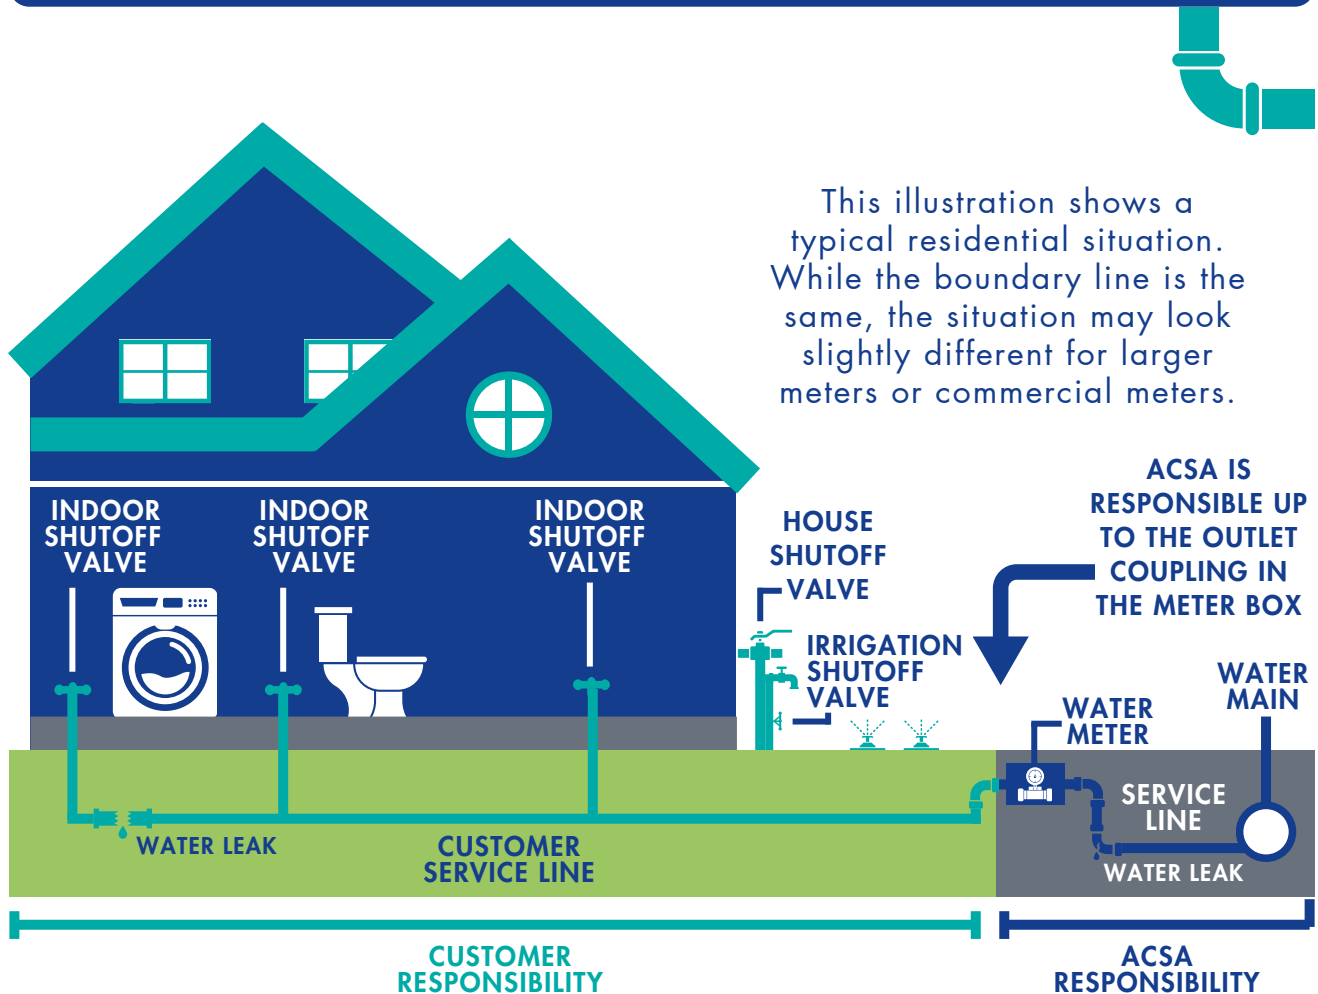 This illustration shows a
typical residential situation.
While the boundary line is the
same, the situation may look
slightly different for larger
meters or commercial meters.
ACSA IS
RESPONSIBLE UP
TO THE OUTLET
COUPLING IN
THE METER BOX
INDOOR
SHUTOFF
VALVE
INDOOR
SHUTOFF
VALVE
INDOOR
SHUTOFF
VALVE
HOUSE
SHUTOFF
VALVE
IRRIGATION
SHUTOFF
VALVE
WATER
METER
WATER
MAIN
SERVICE
LINE
WATER LEAK
CUSTOMER
SERVICE LINE
WATER LEAK
CUSTOMER
RESPONSIBILITY
ACSA
RESPONSIBILITY